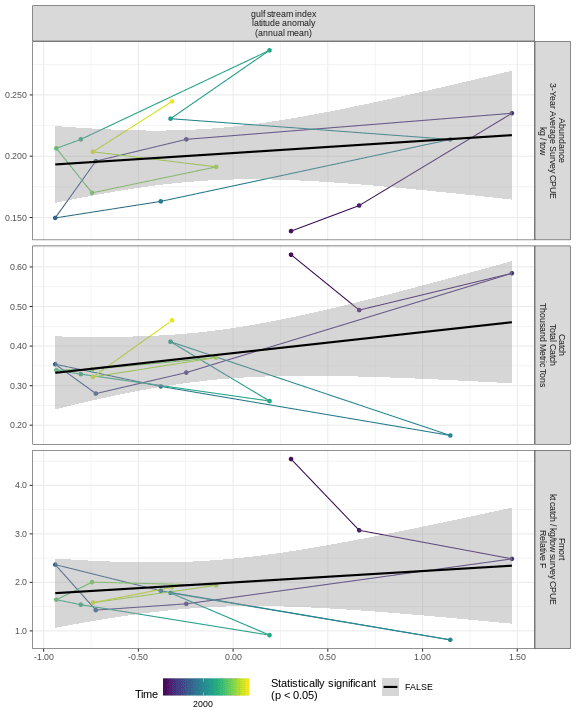 gulf stream index
latitude anomaly
(annual mean)
0.250
0.200
0.150
Abundance
3-Year Average Survey CPUE
kg / tow
0.60
0.50
0.40
0.30
0.20
Catch
Total Catch
Thousand Metric Tons
4.0
3.0
2.0
1.0
Fmort
kt catch / kg/tow survey CPUE
Relative F
-1.00 -0.50 0.00 0.50 1.00 1.50
Time
2000
Statistically significant
(p < 0.05)
FALSE